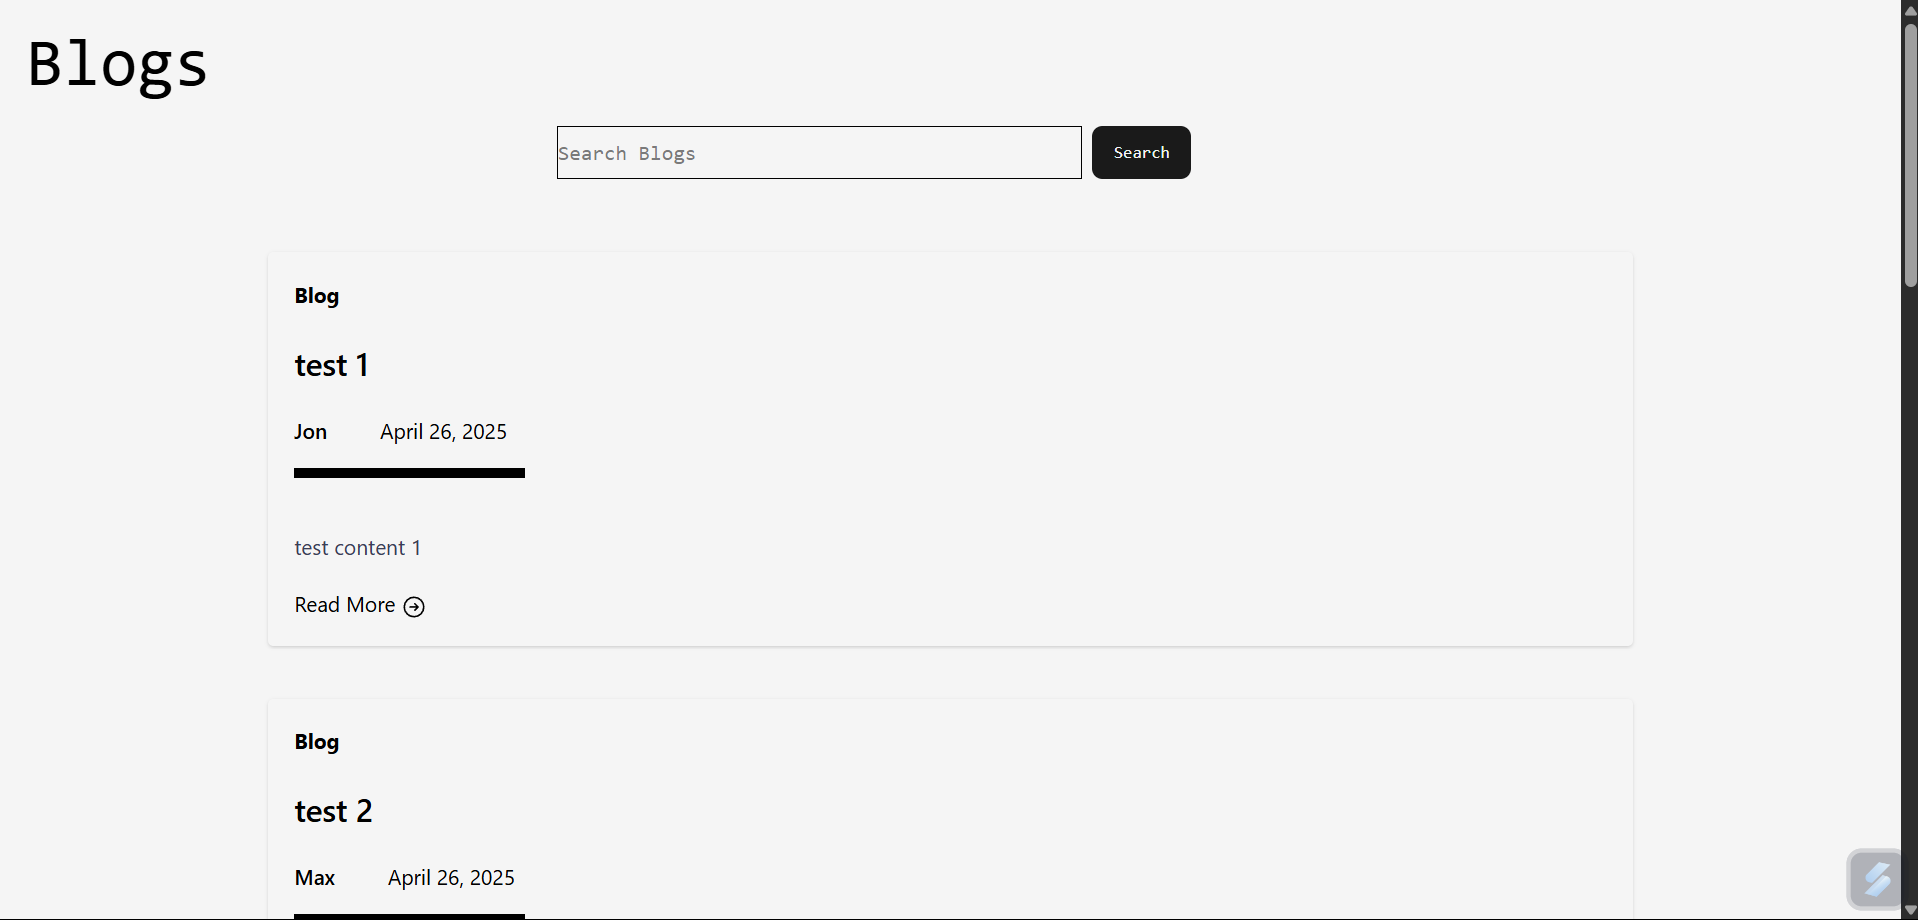 Blogs
Search Blogs
Search
Blog
test 1
Jon April 26, 2025
test content 1
Read More
Blog
test 2
Max April 26, 2025